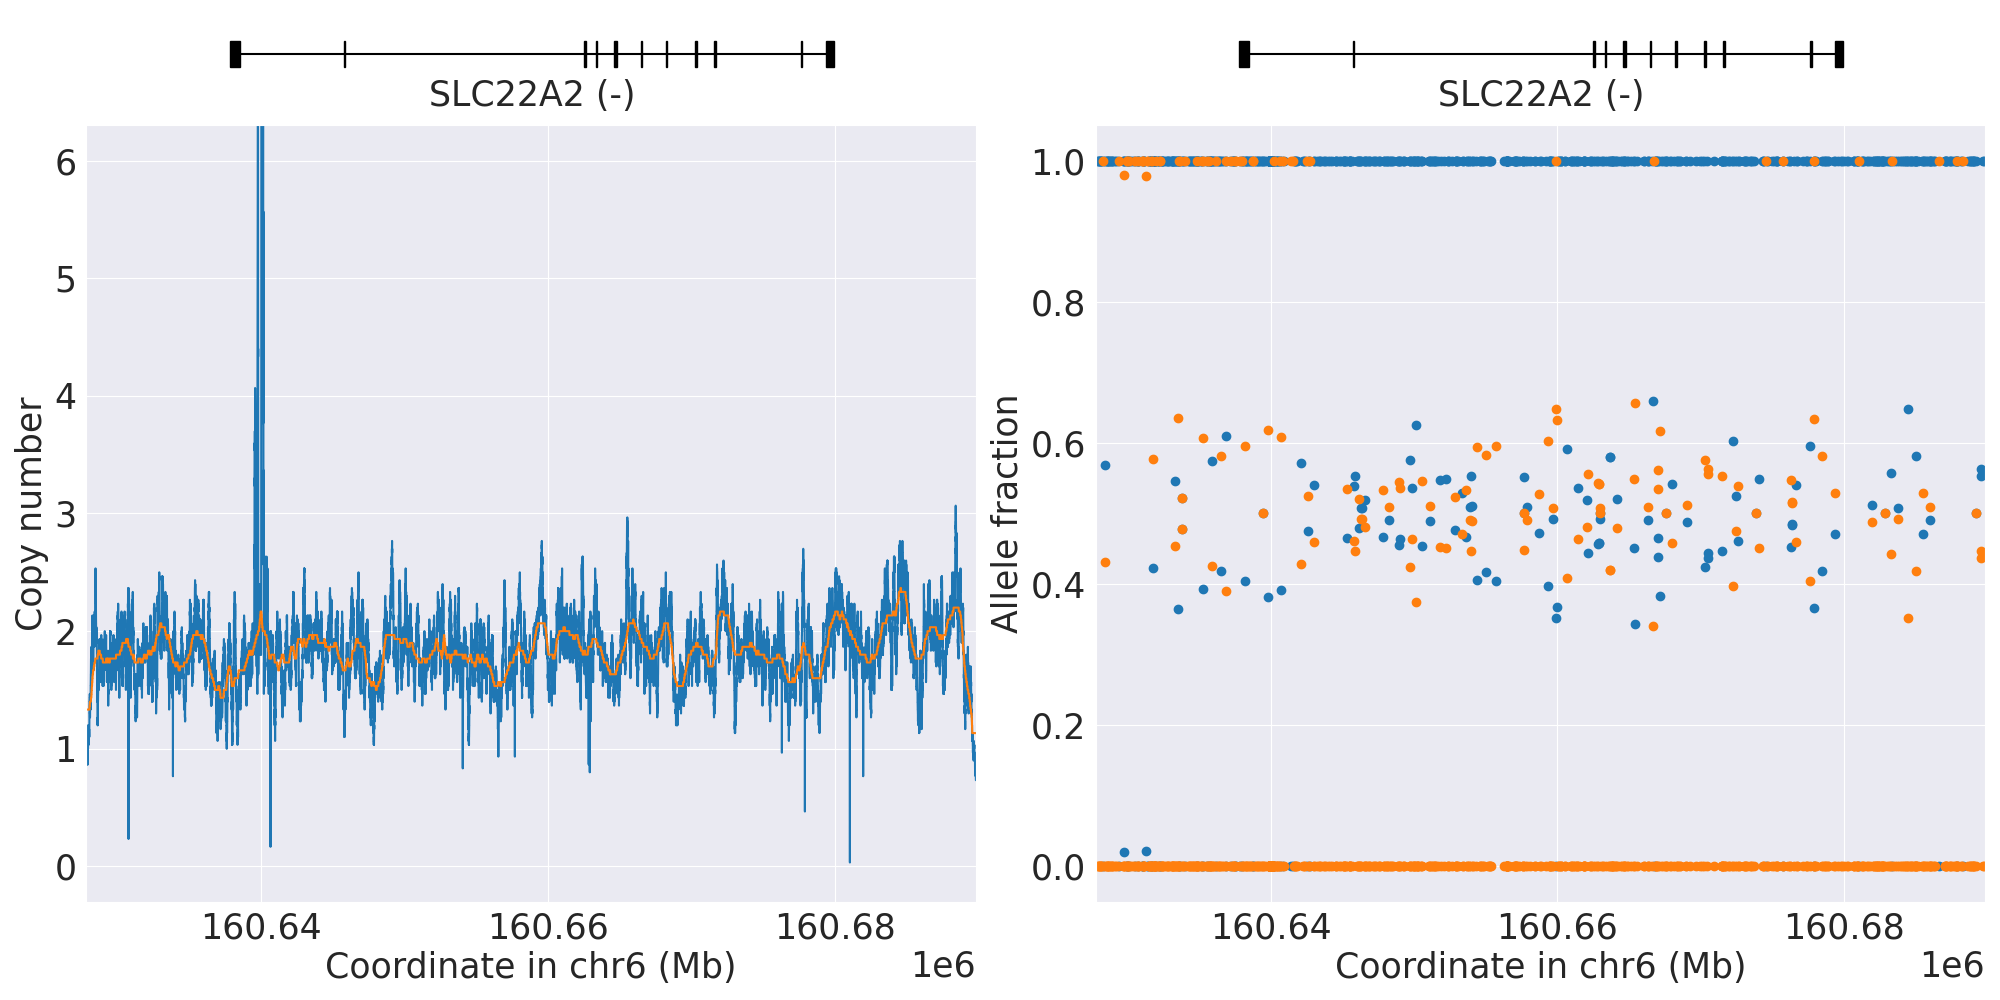 SLC22A2 (-)
Copy number
6
5
4
3
2
1
0
160.64
160.66
160.68
Coordinate in chr6 (Mb)
1e6
SLC22A2 (-)
Allele fraction
1.0
0.8
0.6
0.4
0.2
0.0
160.64
160.66
160.68
Coordinate in chr6 (Mb)
1e6